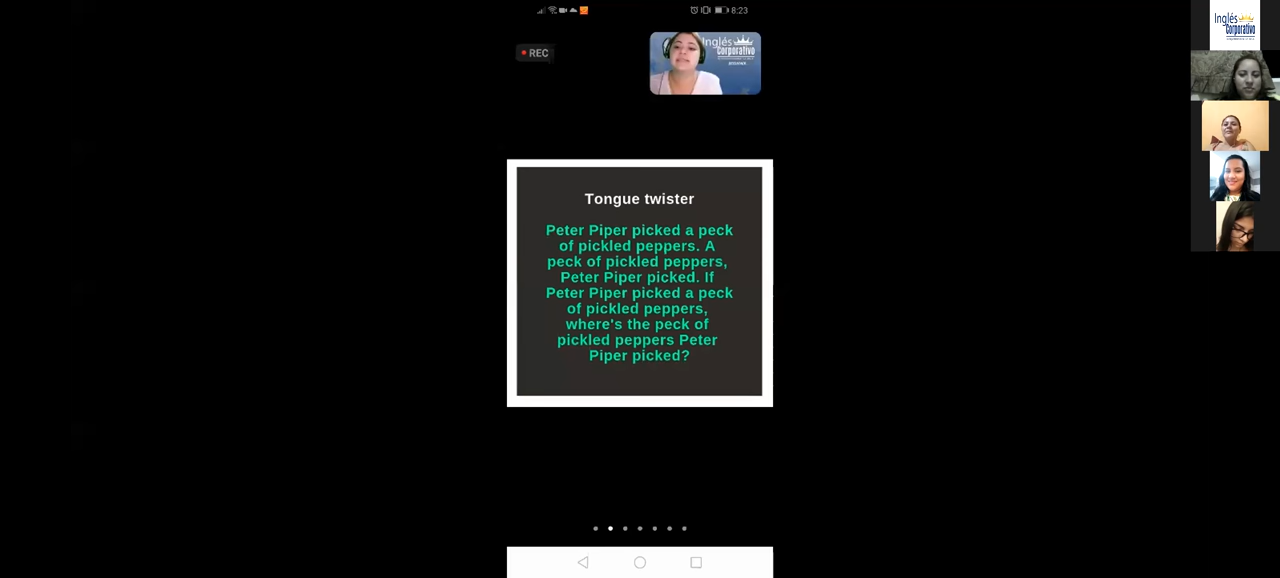 8:23
REC
Inglés
Corporativo
Tongue twister
Peter Piper picked a peck
of pickled peppers. A
peck of pickled peppers,
Peter Piper picked. If
Peter Piper picked a peck
of pickled peppers,
where's the peck of
pickled peppers Peter
Piper picked?
Inglés
Corporativo